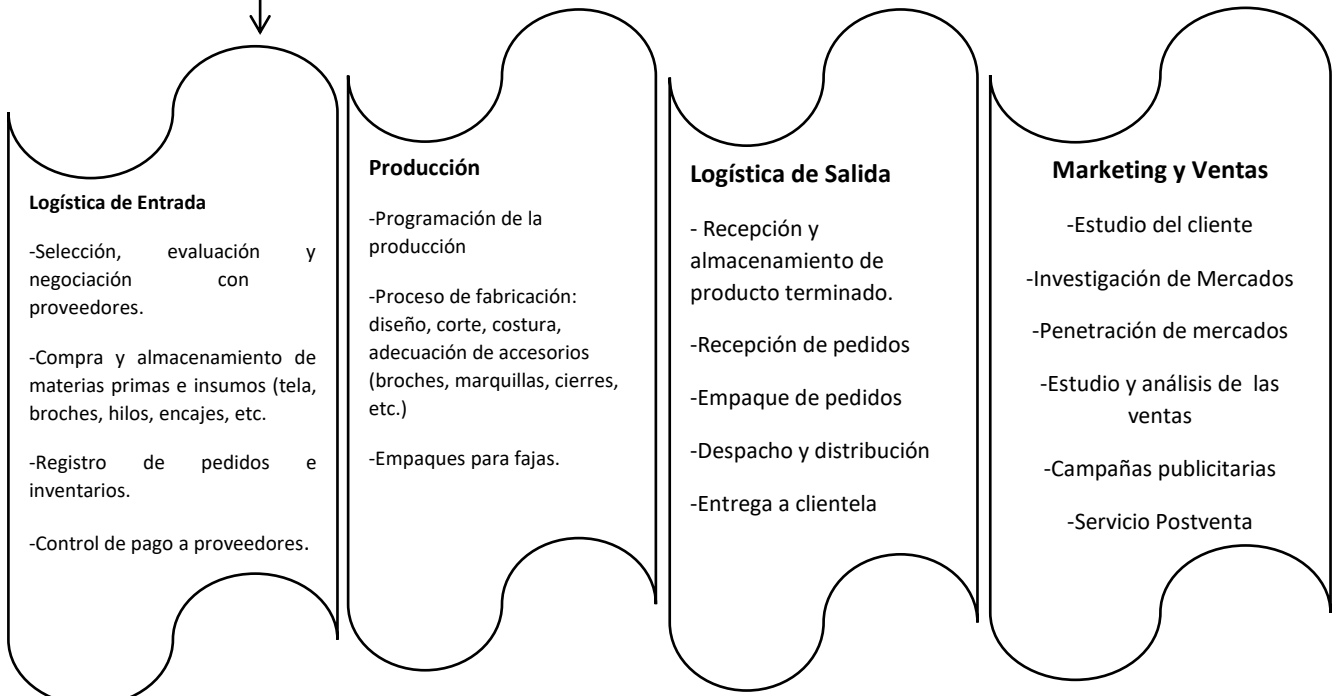 Logística de Entrada
-Selección, evaluación y
negociación con
proveedores.
-Compra y almacenamiento de
materias primas e insumos (tela,
broches, hilos, encajes, etc.
-Registro de pedidos e
inventarios.
-Control de pago a proveedores.
Producción
-Programación de la
producción
-Proceso de fabricación:
diseño, corte, costura,
adecuación de accesorios
(broches, marquillas, cierres,
etc.)
-Empaques para fajas.
Logística de Salida
- Recepción y
almacenamiento de
producto terminado.
-Recepción de pedidos
-Empaque de pedidos
-Despacho y distribución
-Entrega a clientela
Marketing y Ventas
-Estudio del cliente
-Investigación de Mercados
-Penetración de mercados
-Estudio y análisis de las
ventas
-Campañas publicitarias
-Servicio Postventa